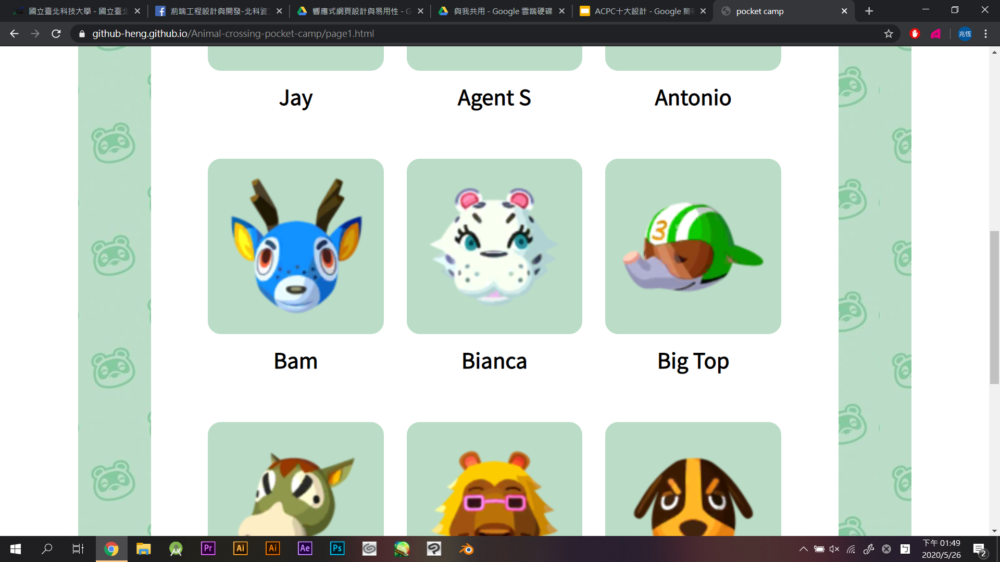 國立臺北科技大學 - 國立臺北
前端工程設計與開發-北科資工
響應式網頁設計與易用性 - G
與我共用 - Google 雲端硬碟
ACPC十大設計 - Google 簡
pocket camp
github-heng.github.io/Animal-crossing-pocket-camp/page1.html
兆恆
Jay
Agent S
Antonio
3
Bam
Bianca
Big Top
Pr
Ai
Ai
Ae
Ps
下午 01:49
2020/5/26
2